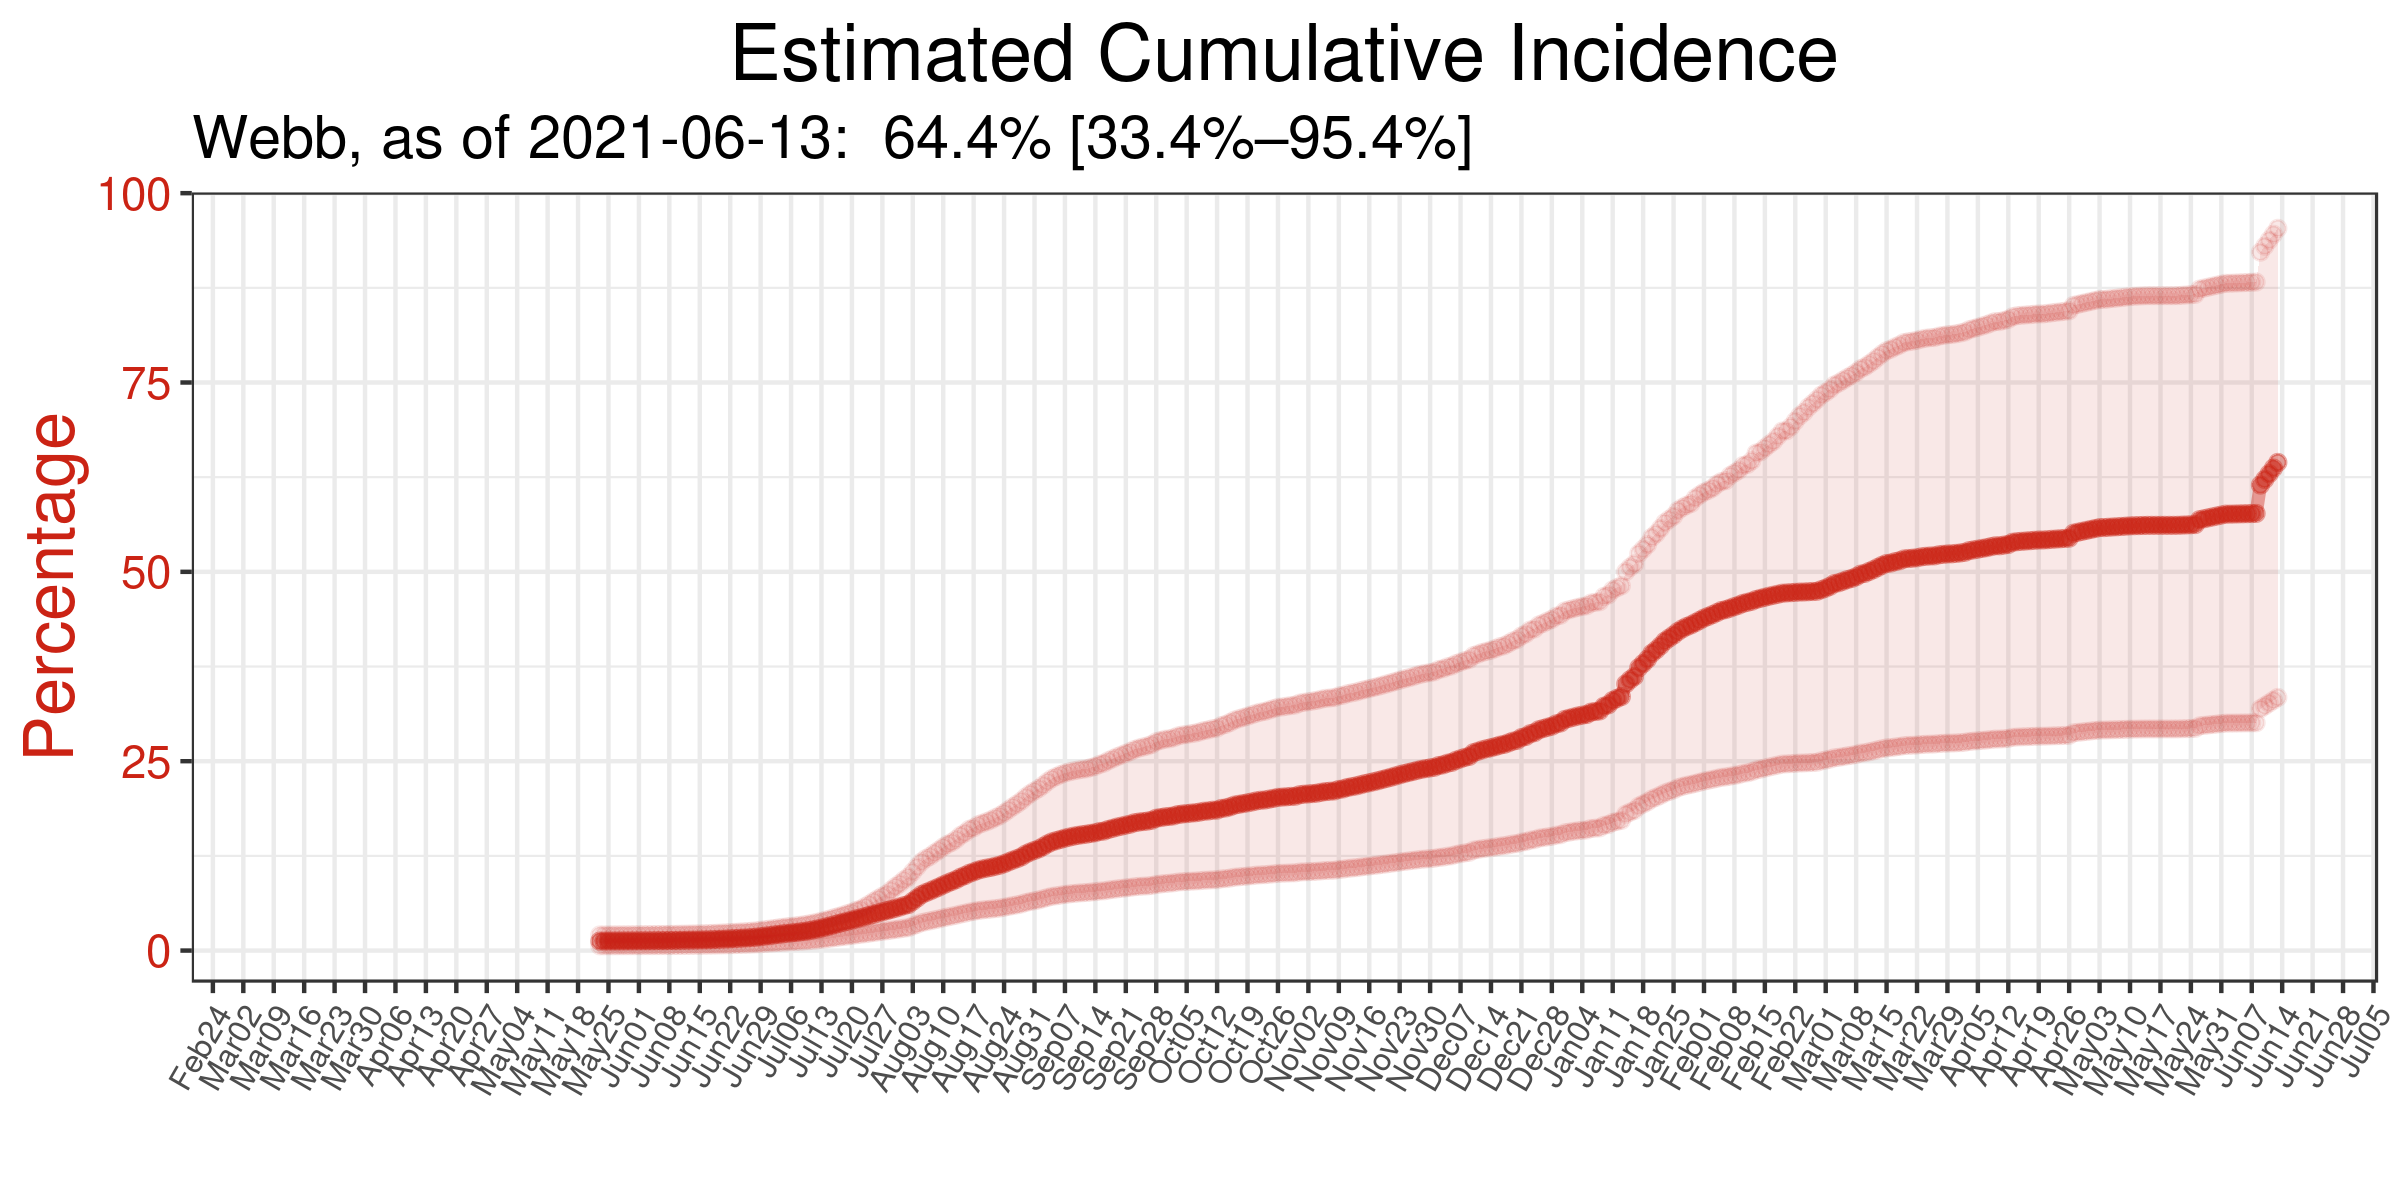 Estimated Cumulative Incidence
Webb, as of 2021-06-13:  64.4% [33.4%–95.4%]
Percentage
100
75
50
25
0
Feb24
Mar02
Mar09
Mar16
Mar23
Mar30
Apr06
Apr13
Apr20
Apr27
May04
May11
May18
May25
Jun01
Jun08
Jun15
Jun22
Jun29
Jul06
Jul13
Jul20
Jul27
Aug03
Aug10
Aug17
Aug24
Aug31
Sep07
Sep14
Sep21
Sep28
Oct05
Oct12
Oct19
Oct26
Nov02
Nov09
Nov16
Nov23
Nov30
Dec07
Dec14
Dec21
Dec28
Jan04
Jan11
Jan18
Jan25
Feb01
Feb08
Feb15
Feb22
Mar01
Mar08
Mar15
Mar22
Mar29
Apr05
Apr12
Apr19
Apr26
May03
May10
May17
May24
May31
Jun07
Jun14
Jun21
Jun28
Jul05